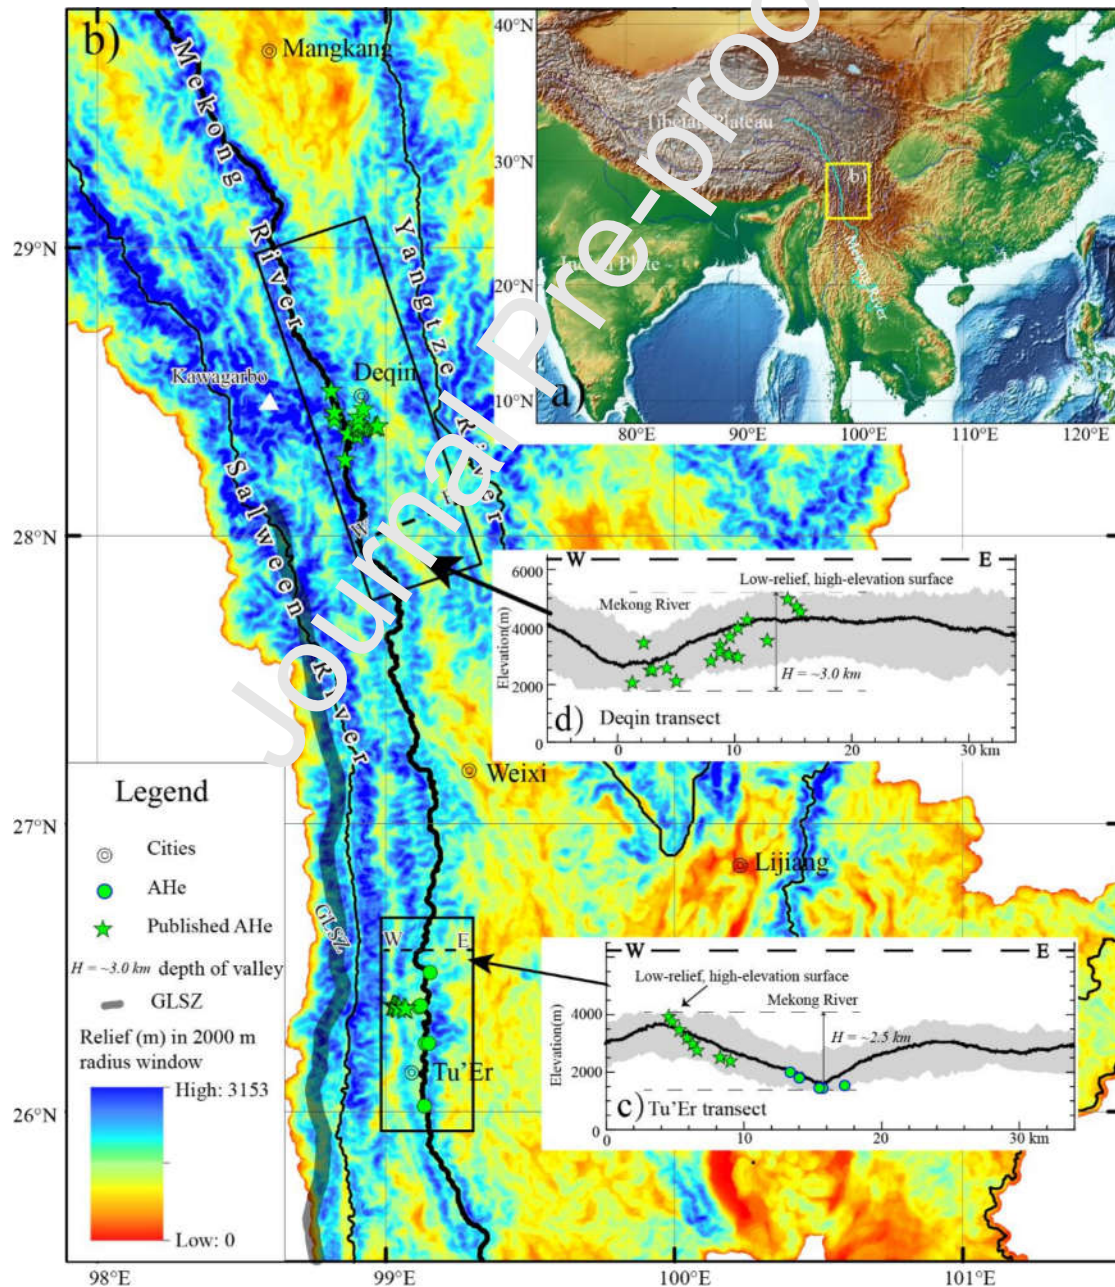 b)
Mangkang
Mekong River
Yangtze River
Salween River
Kawagarbo
Deqin
W
Weixi
Lijiang
GLSZ
W E
Tu'Er
29°N
28°N
27°N
26°N
98°E
99°E
100°E
101°E
Legend
Cities
AHe
Published AHe
H = ~3.0 km depth of valley
GLSZ
Relief (m) in 2000 m
radius window
High: 3153
Low: 0
a)
Tibetan Plateau
b)
Plate
Mekong River
40°N
30°N
20°N
10°N
80°E
90°E
100°E
110°E
120°E
W E
6000
4000
2000
0
Elevation(m)
Low-relief, high-elevation surface
Mekong River
H = ~3.0 km
d) Deqin transect
0 10 20 30 km
W E
Low-relief, high-elevation surface
Mekong River
4000
2000
0
Elevation(m)
H = ~2.5 km
c) Tu'Er transect
0 10 20 30 km
Journal Pre-proo